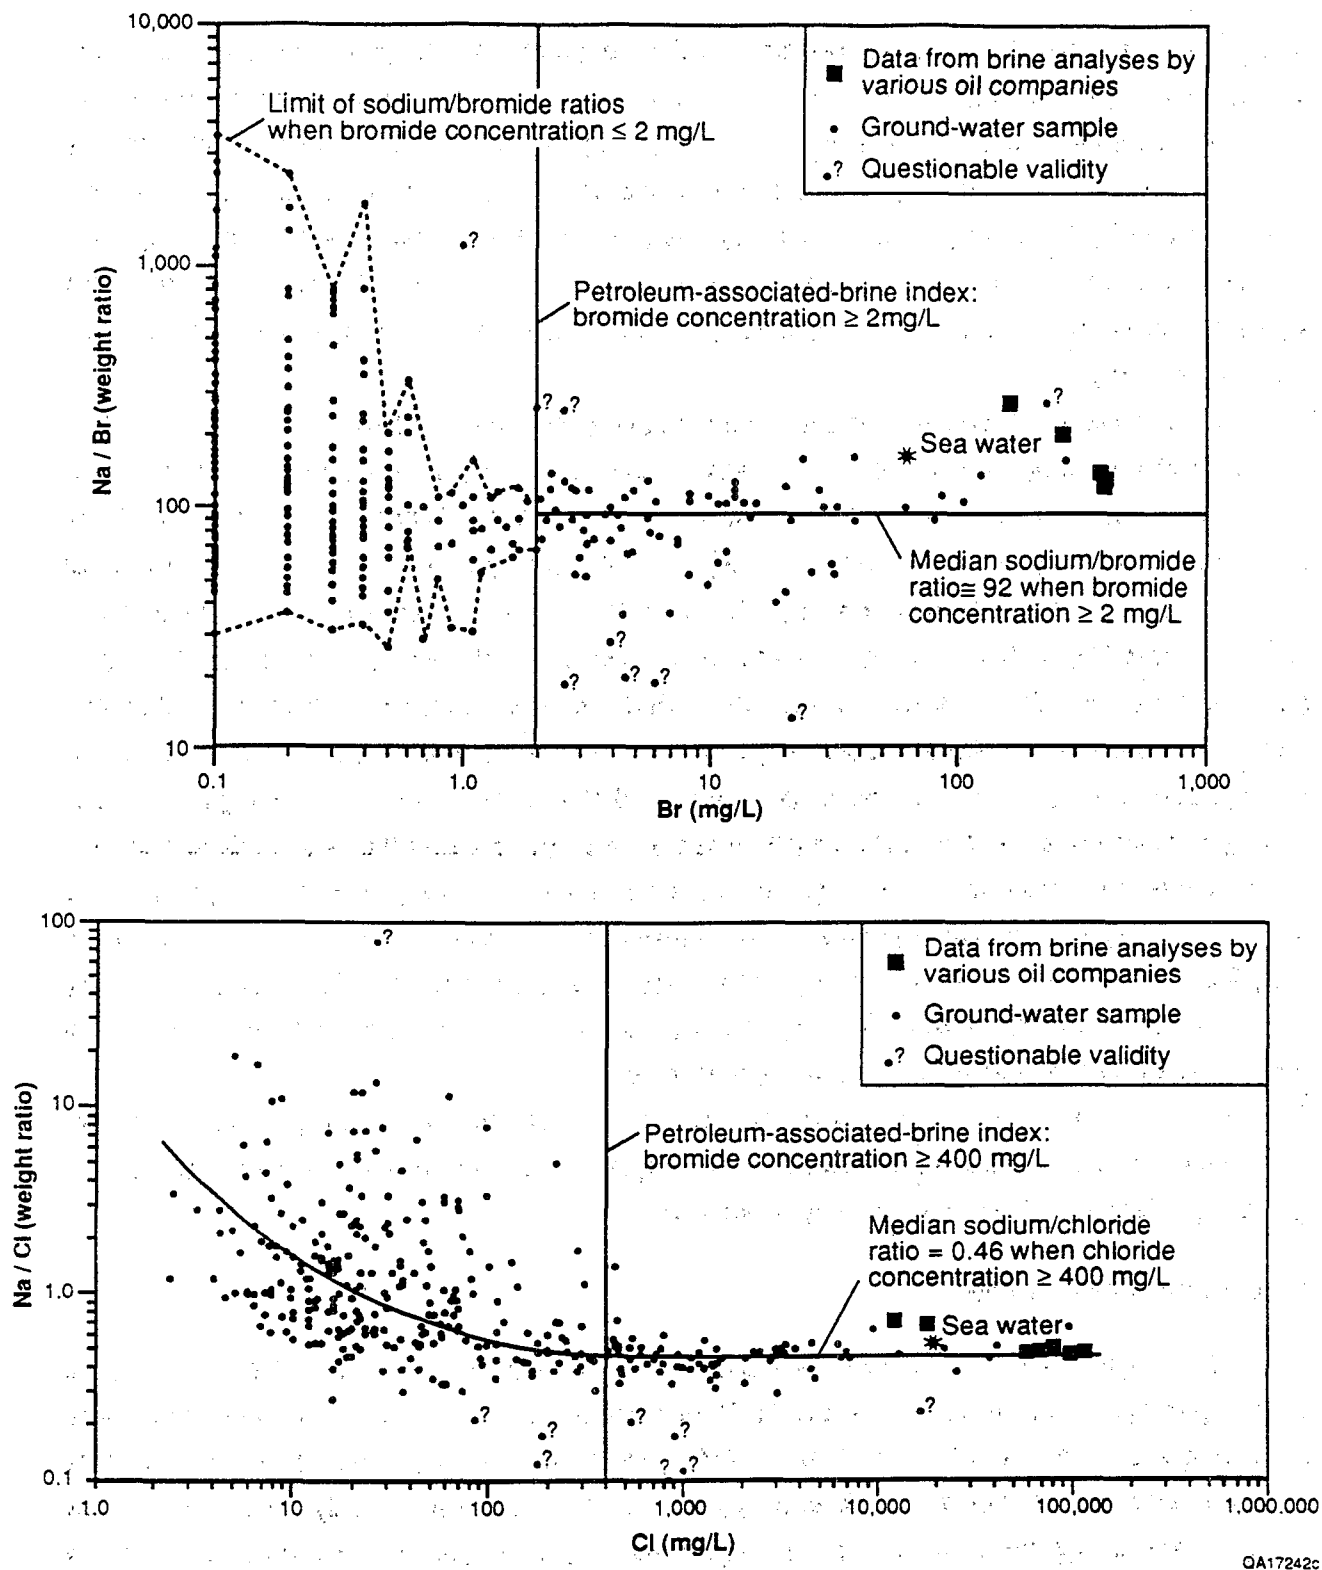 10,000
1,000
100
10
Na / Br (weight ratio)
Limit of sodium/bromide ratios
when bromide concentration ≤ 2 mg/L
Data from brine analyses by
various oil companies
Ground-water sample
? Questionable validity
?
Petroleum-associated-brine index:
bromide concentration ≥ 2mg/L
? ?
?
Sea water
Median sodium/bromide
ratio≅ 92 when bromide
concentration ≥ 2 mg/L
?
? ? ?
?
0.1 1.0 10 100 1,000
Br (mg/L)
100
10
1.0
0.1
Na / Cl (weight ratio)
?
Data from brine analyses by
various oil companies
Ground-water sample
? Questionable validity
Petroleum-associated-brine index:
bromide concentration ≥ 400 mg/L
Median sodium/chloride
ratio = 0.46 when chloride
concentration ≥ 400 mg/L
Sea water
? ? ?
? ?
? ? ?
1.0 10 100 1,000 10,000 100,000 1,000.000
Cl (mg/L)
QA17242c